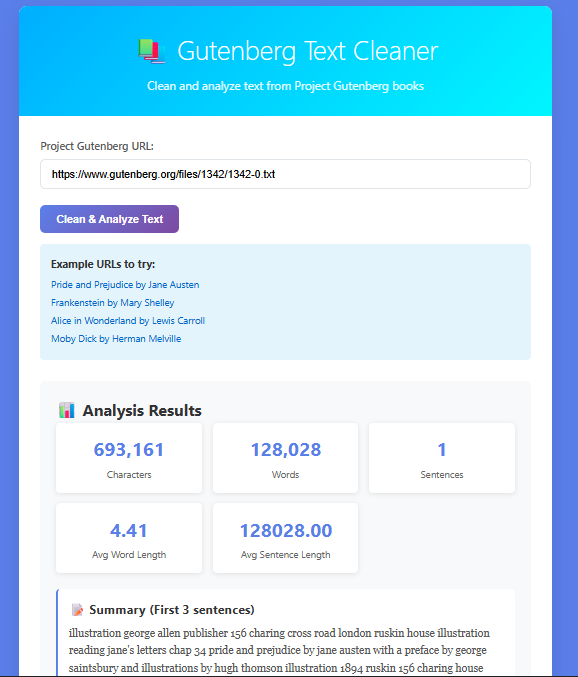 Gutenberg Text Cleaner
Clean and analyze text from Project Gutenberg books
Project Gutenberg URL:
https://www.gutenberg.org/files/1342/1342-0.txt
Clean & Analyze Text
Example URLs to try:
Pride and Prejudice by Jane Austen
Frankenstein by Mary Shelley
Alice in Wonderland by Lewis Carroll
Moby Dick by Herman Melville
Analysis Results
693,161
Characters
128,028
Words
1
Sentences
4.41
Avg Word Length
128028.00
Avg Sentence Length
Summary (First 3 sentences)
illustration george allen publisher 156 charing cross road london ruskin house illustration
reading jane's letters chap 34 pride and prejudice by jane austen with a preface by george
saintsbury and illustrations by hugh thomson illustration 1894 ruskin 156 charing house